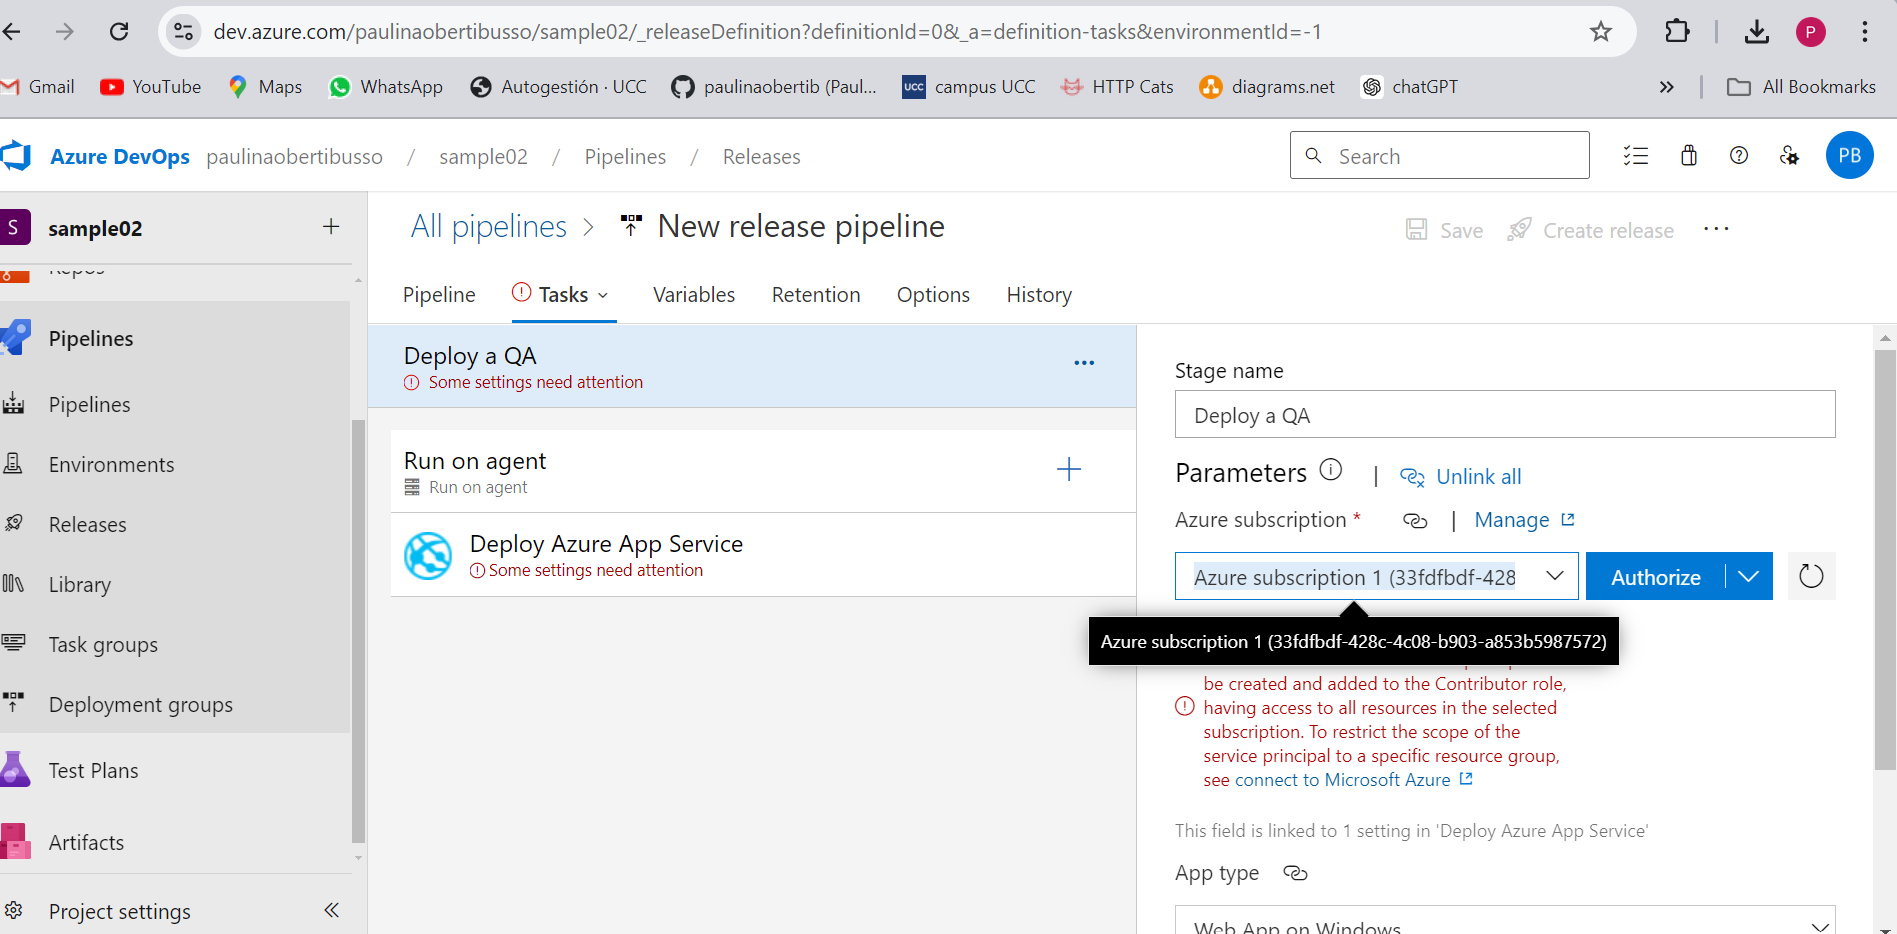 dev.azure.com/paulinaobertibusso/sample02/_releaseDefinition?definitionId=0&_a=definition-tasks&environmentId=-1
P
Gmail YouTube Maps WhatsApp Autogestión · UCC paulinaobertib (Paul... UCC campus UCC HTTP Cats diagrams.net chatGPT » All Bookmarks
Azure DevOps paulinaobertibusso / sample02 / Pipelines / Releases Search PB
S sample02 +
Repos
Pipelines
Pipelines
Environments
Releases
Library
Task groups
Deployment groups
Test Plans
Artifacts
Project settings
All pipelines > New release pipeline
Save Create release ...
Pipeline Tasks Variables Retention Options History
Deploy a QA
Some settings need attention
Run on agent
Run on agent
Deploy Azure App Service
Some settings need attention
Stage name
Deploy a QA
Parameters | Unlink all
Azure subscription * | Manage
Azure subscription 1 (33fdfbdf-428 Authorize
Azure subscription 1 (33fdfbdf-428c-4c08-b903-a853b5987572)
be created and added to the Contributor role,
having access to all resources in the selected
subscription. To restrict the scope of the
service principal to a specific resource group,
see connect to Microsoft Azure
This field is linked to 1 setting in 'Deploy Azure App Service'
App type
Web App on Windows